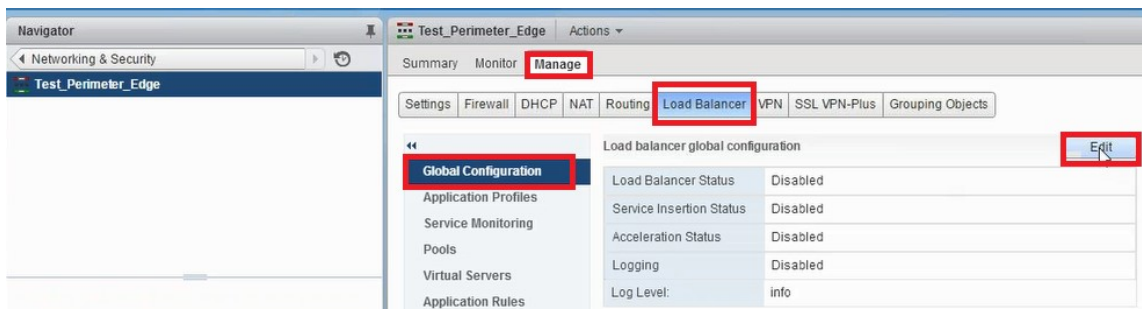 Navigator
Networking & Security
Test_Perimeter_Edge
Test_Perimeter_Edge Actions
Summary Monitor Manage
Settings Firewall DHCP NAT Routing Load Balancer VPN SSL VPN-Plus Grouping Objects
Global Configuration
Application Profiles
Service Monitoring
Pools
Virtual Servers
Application Rules
Load balancer global configuration Edit
Load Balancer Status Disabled
Service Insertion Status Disabled
Acceleration Status Disabled
Logging Disabled
Log Level: info